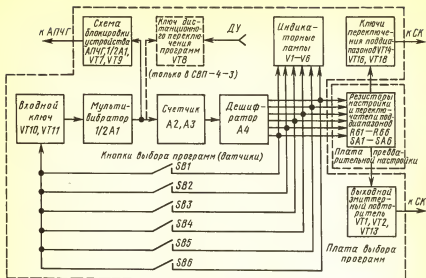 к АПЧГ
Схема
блокировки
устройства
АПЧГ, 1/2А1,
VT7, VT9
Ключ дис-
танционно-
го переклю-
чения
программ
VT8
(только в СВП-4-3)
ДУ
Индика-
торные
лампы
V1-V6
Ключи
переключе-
ния поддиа-
пазонов VT14-
VT16, VT18
к СК
Входной
ключ
VT10, VT11
Мульти-
вибратор
1/2А1
Счетчик
А2, А3
Дешиф-
ратор
А4
Резисторы
настройки
и переклю-
чатели под-
диапазонов
R61-R66
SA1-SA6
Плата предва-
рительной настройки
Кнопки выбора программ (датчики)
SB1
SB2
SB3
SB4
SB5
SB6
Выходной
эмиттер-
ный повто-
ритель
VT1, VT2,
VT13
к СК
Плата выбора
программ